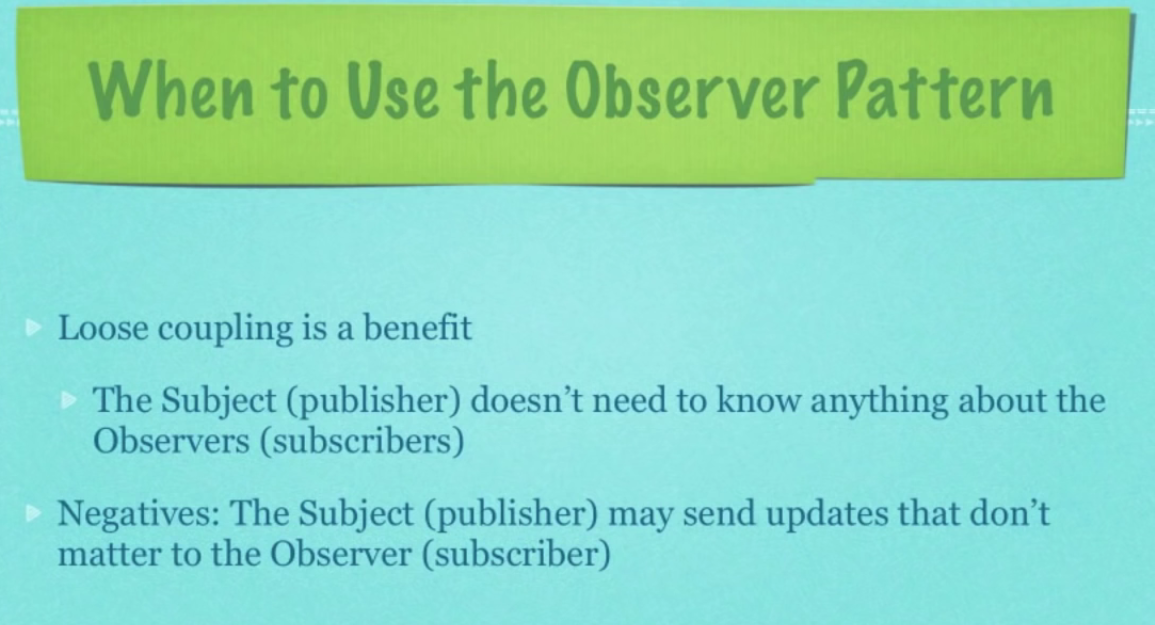 When to Use the Observer Pattern
Loose coupling is a benefit
The Subject (publisher) doesn’t need to know anything about the
Observers (subscribers)
Negatives: The Subject (publisher) may send updates that don’t
matter to the Observer (subscriber)